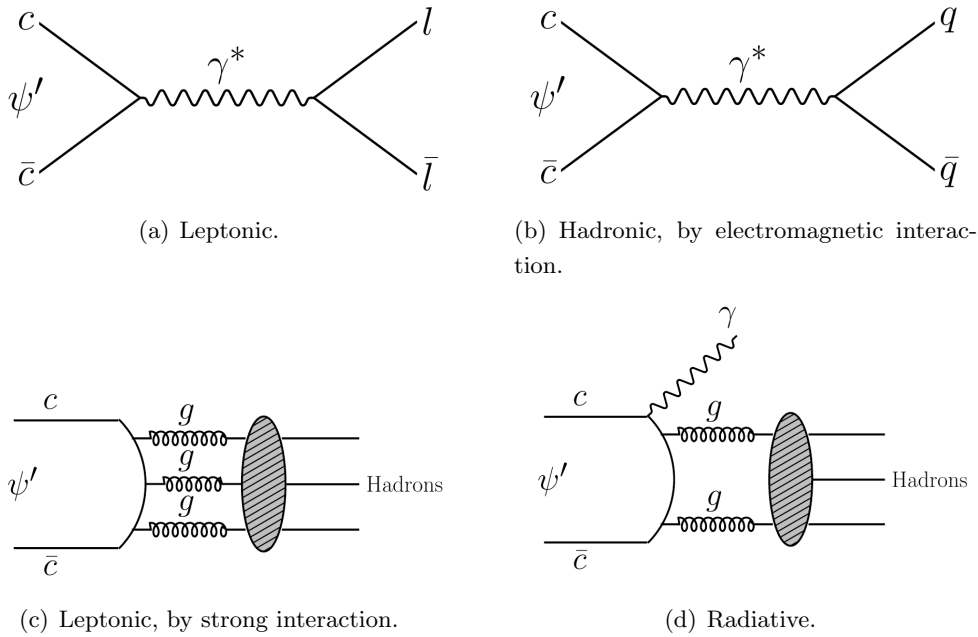 c
l
γ*
ψ′
c̄
l̄
(a) Leptonic.
c
q
γ*
ψ′
c̄
q̄
(b) Hadronic, by electromagnetic interac-
tion.
c
g
g
ψ′
Hadrons
g
c̄
(c) Leptonic, by strong interaction.
γ
c
g
ψ′
Hadrons
g
c̄
(d) Radiative.